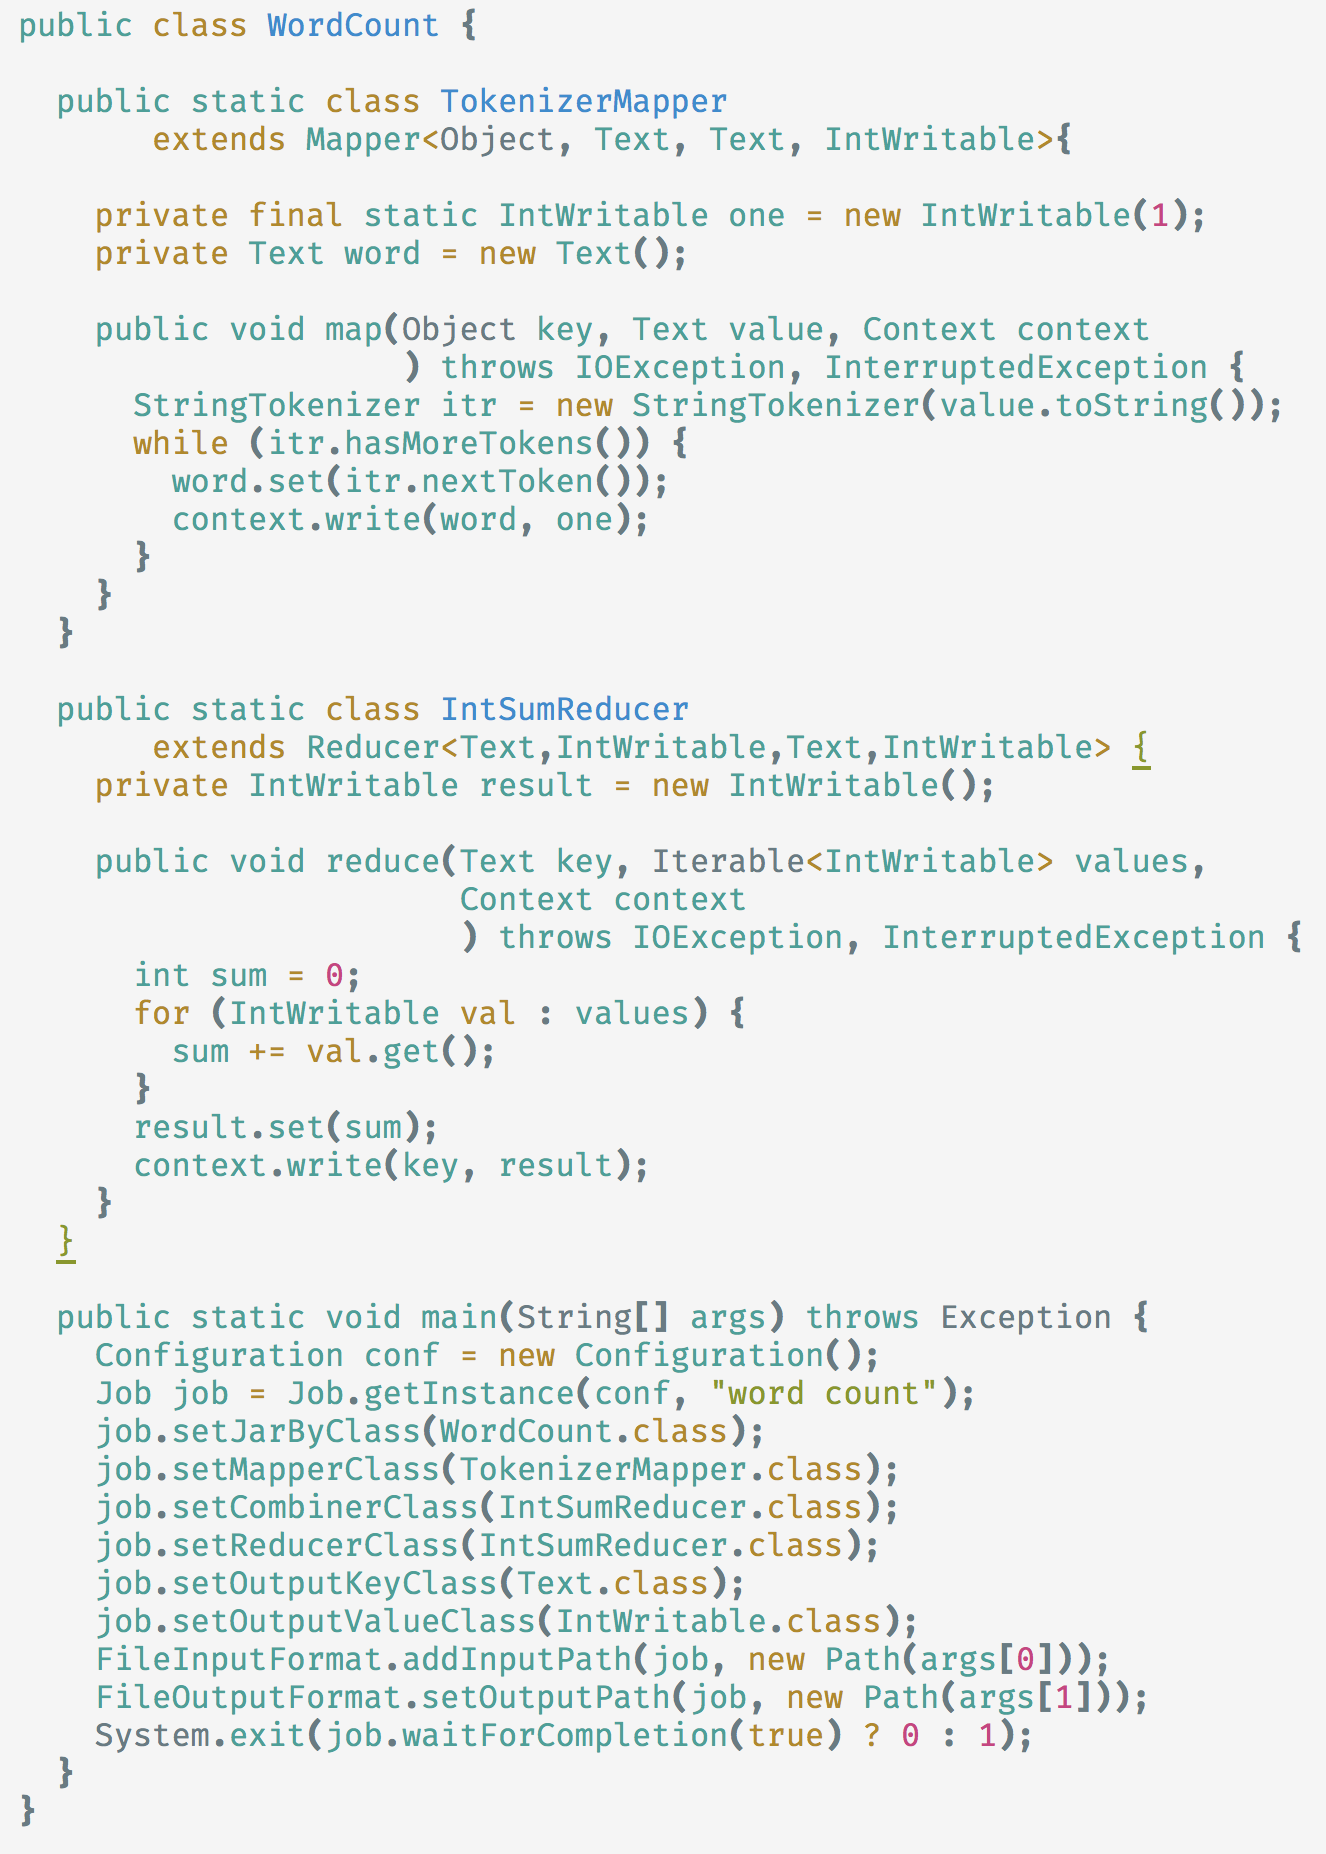 public class WordCount {
  public static class TokenizerMapper
       extends Mapper<Object, Text, Text, IntWritable>{
    private final static IntWritable one = new IntWritable(1);
    private Text word = new Text();
    public void map(Object key, Text value, Context context
                    ) throws IOException, InterruptedException {
      StringTokenizer itr = new StringTokenizer(value.toString());
      while (itr.hasMoreTokens()) {
        word.set(itr.nextToken());
        context.write(word, one);
      }
    }
  }
  public static class IntSumReducer
       extends Reducer<Text,IntWritable,Text,IntWritable> {
    private IntWritable result = new IntWritable();
    public void reduce(Text key, Iterable<IntWritable> values,
                       Context context
                       ) throws IOException, InterruptedException {
      int sum = 0;
      for (IntWritable val : values) {
        sum += val.get();
      }
      result.set(sum);
      context.write(key, result);
    }
  }
  public static void main(String[] args) throws Exception {
    Configuration conf = new Configuration();
    Job job = Job.getInstance(conf, "word count");
    job.setJarByClass(WordCount.class);
    job.setMapperClass(TokenizerMapper.class);
    job.setCombinerClass(IntSumReducer.class);
    job.setReducerClass(IntSumReducer.class);
    job.setOutputKeyClass(Text.class);
    job.setOutputValueClass(IntWritable.class);
    FileInputFormat.addInputPath(job, new Path(args[0]));
    FileOutputFormat.setOutputPath(job, new Path(args[1]));
    System.exit(job.waitForCompletion(true) ? 0 : 1);
  }
}